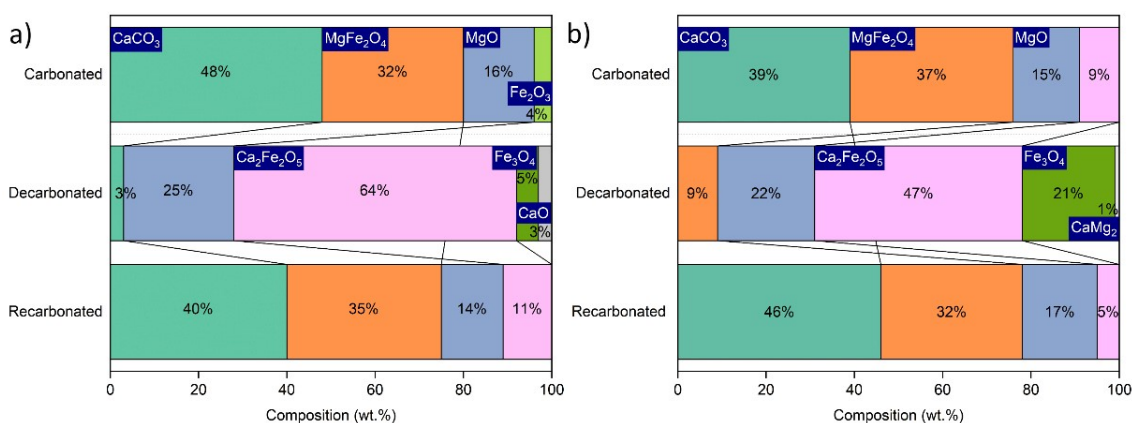 a)
CaCO3 MgFe2O4 MgO
Carbonated 48% 32% 16%
Fe2O3
4%
Ca2Fe2O5 Fe3O4
Decarbonated 3% 25% 64% 5%
CaO
3%
Recarbonated 40% 35% 14% 11%
0 20 40 60 80 100
Composition (wt.%)
b)
CaCO3 MgFe2O4 MgO
Carbonated 39% 37% 15% 9%
Ca2Fe2O5 Fe3O4
Decarbonated 9% 22% 47% 21%
1%
CaMg2
Recarbonated 46% 32% 17% 5%
0 20 40 60 80 100
Composition (wt.%)